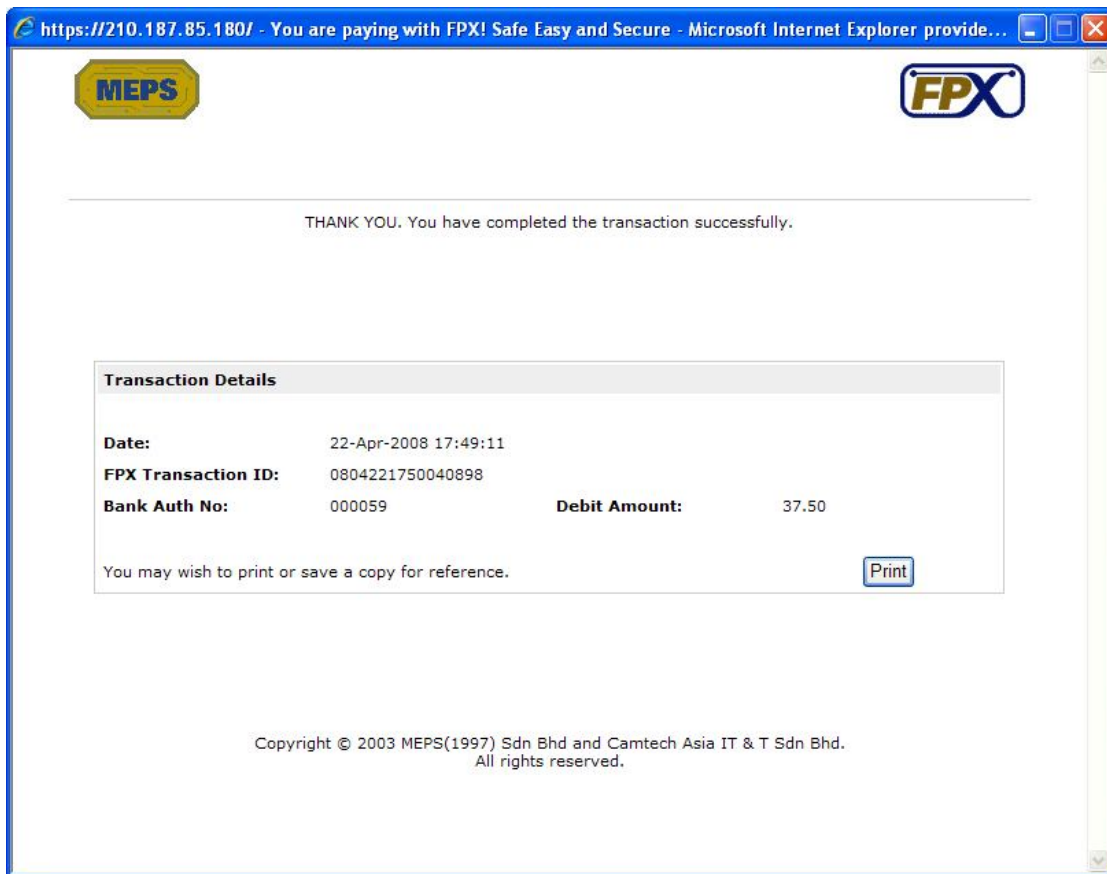 https://210.187.85.180/ - You are paying with FPX! Safe Easy and Secure - Microsoft Internet Explorer provide...
MEPS FPX
THANK YOU. You have completed the transaction successfully.
Transaction Details
Date: 22-Apr-2008 17:49:11
FPX Transaction ID: 0804221750040898
Bank Auth No: 000059 Debit Amount: 37.50
You may wish to print or save a copy for reference. Print
Copyright © 2003 MEPS(1997) Sdn Bhd and Camtech Asia IT & T Sdn Bhd.
All rights reserved.